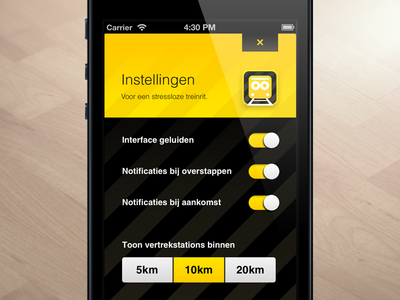 Carrier 4:30 PM
×
Instellingen
Voor een stressloze treinrit.
Interface geluiden
Notificaties bij overstappen
Notificaties bij aankomst
Toon vertrekstations binnen
5km 10km 20km